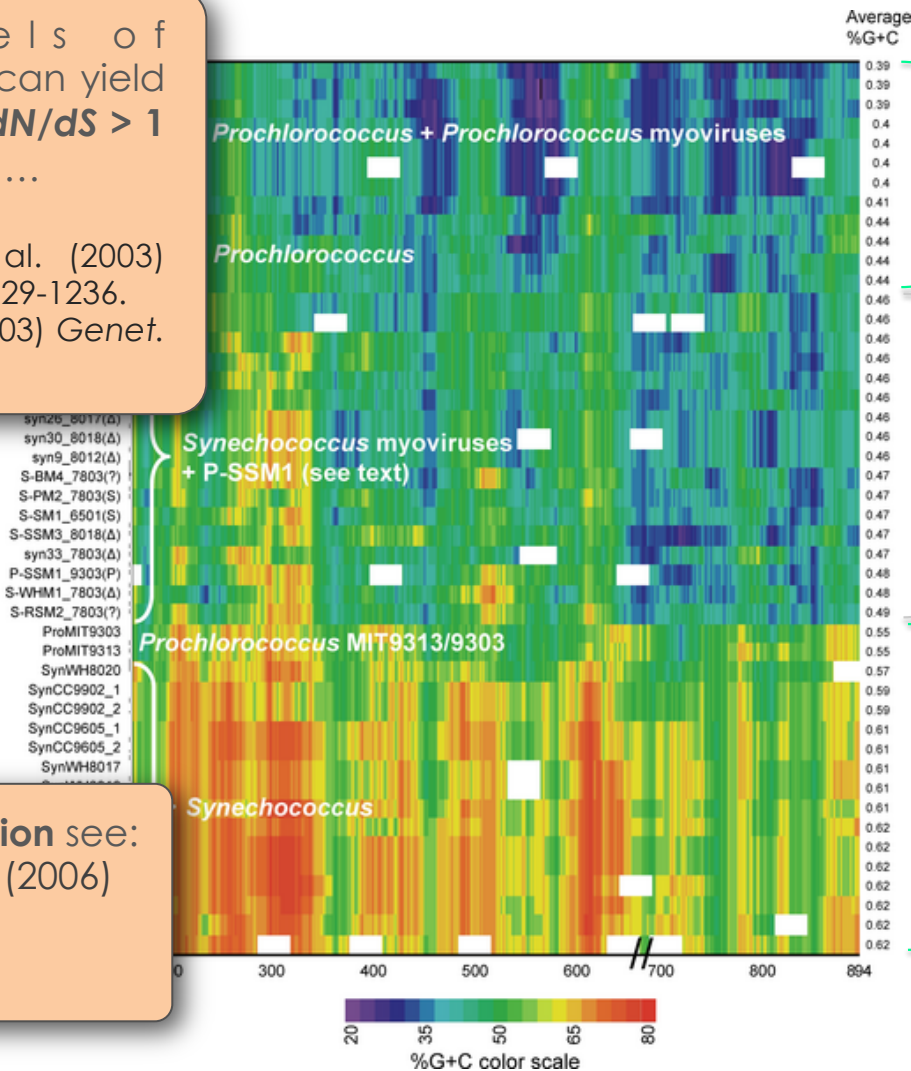 els of
can yield
dN/dS > 1
...
al. (2003)
29-1236.
03) Genet.
Average
%G+C
Prochlorococcus + Prochlorococcus myoviruses
Prochlorococcus
Synechococcus myoviruses
+ P-SSM1 (see text)
Prochlorococcus MIT9313/9303
Synechococcus
syn26_8017(Δ)
syn30_8018(Δ)
syn9_8012(Δ)
S-BM4_7803(?)
S-PM2_7803(S)
S-SM1_6501(S)
S-SSM3_8018(Δ)
syn33_7803(Δ)
P-SSM1_9303(P)
S-WHM1_7803(Δ)
S-RSM2_7803(?)
ProMIT9303
ProMIT9313
SynWH8020
SynCC9902_1
SynCC9902_2
SynCC9605_1
SynCC9605_2
SynWH8017
0.39
0.39
0.39
0.4
0.4
0.4
0.4
0.41
0.44
0.44
0.44
0.44
0.46
0.46
0.46
0.46
0.46
0.46
0.46
0.46
0.46
0.47
0.47
0.47
0.47
0.47
0.48
0.48
0.49
0.55
0.55
0.57
0.59
0.59
0.61
0.61
0.61
0.61
0.61
0.62
0.62
0.62
0.62
0.62
0.62
0.62
ion see:
(2006)
0 300 400 500 600 // 700 800 894
20 35 50 65 80
%G+C color scale